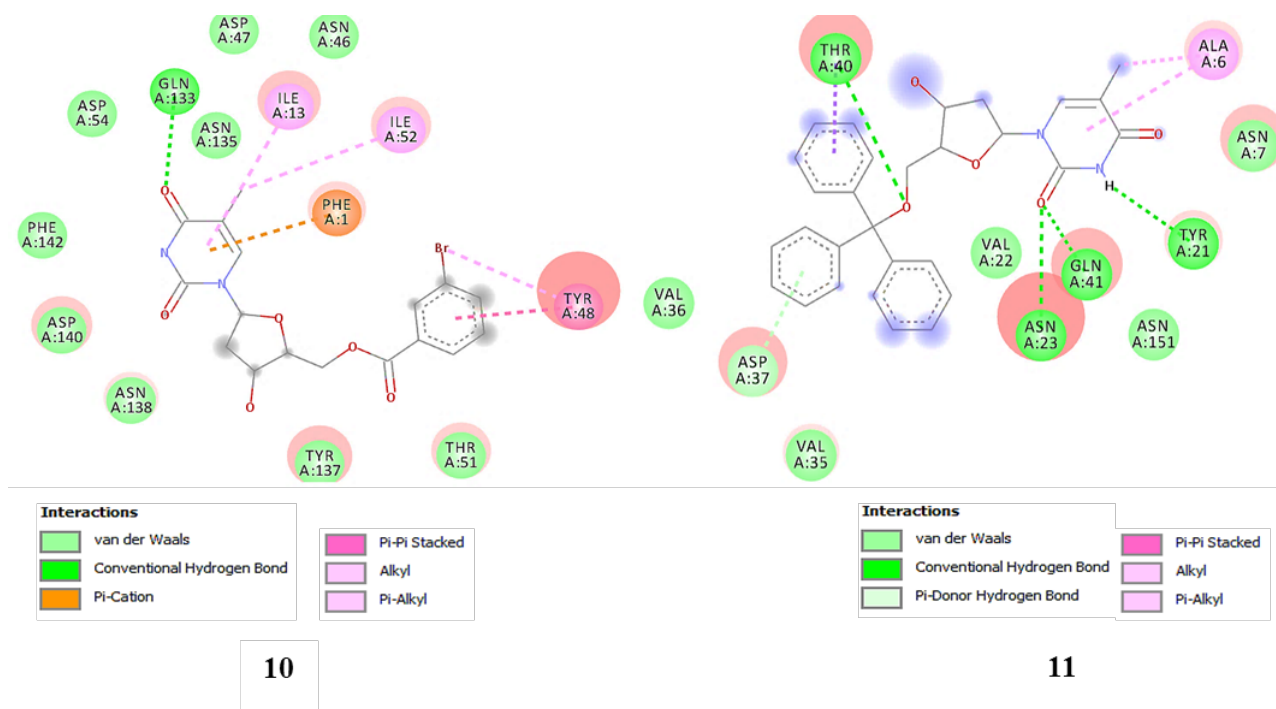 ASP
A:47
ASN
A:46
GLN
A:133
ILE
A:13
ASP
A:54
ASN
A:135
ILE
A:52
PHE
A:1
PHE
A:142
O
N
N
O
O
O
O
O
Br
TYR
A:48
VAL
A:36
ASP
A:140
ASN
A:138
TYR
A:137
THR
A:51
THR
A:40
ALA
A:6
ASN
A:7
O
O
O
N
N
H
O
O
TYR
A:21
VAL
A:22
GLN
A:41
ASN
A:23
ASN
A:151
ASP
A:37
VAL
A:35
Interactions
van der Waals
Conventional Hydrogen Bond
Pi-Cation
Pi-Pi Stacked
Alkyl
Pi-Alkyl
10
Interactions
van der Waals
Conventional Hydrogen Bond
Pi-Donor Hydrogen Bond
Pi-Pi Stacked
Alkyl
Pi-Alkyl
11